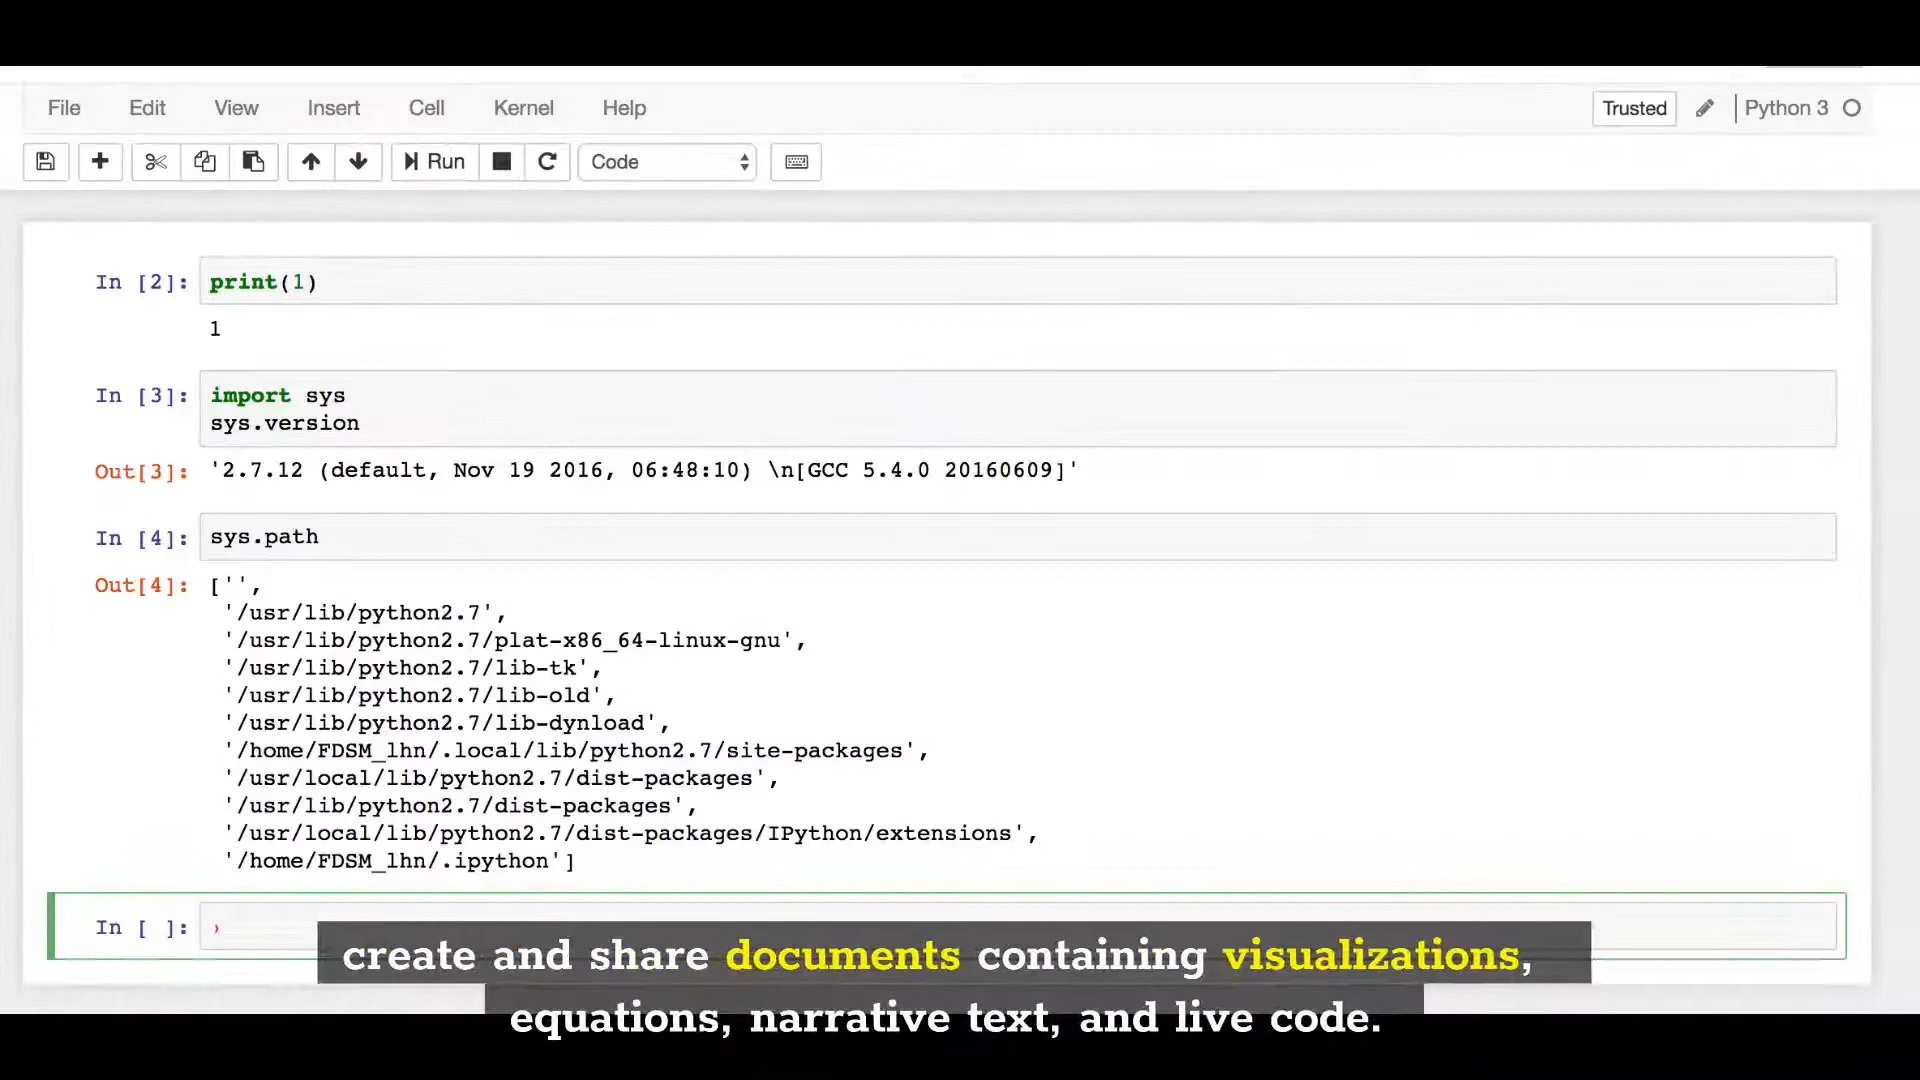 File Edit View Insert Cell Kernel Help Trusted Python 3
Run Code
In [2]: print(1)
1
In [3]: import sys
sys.version
Out[3]: '2.7.12 (default, Nov 19 2016, 06:48:10) \n[GCC 5.4.0 20160609]'
In [4]: sys.path
Out[4]: ['',
'/usr/lib/python2.7',
'/usr/lib/python2.7/plat-x86_64-linux-gnu',
'/usr/lib/python2.7/lib-tk',
'/usr/lib/python2.7/lib-old',
'/usr/lib/python2.7/lib-dynload',
'/home/FDSM_lhn/.local/lib/python2.7/site-packages',
'/usr/local/lib/python2.7/dist-packages',
'/usr/lib/python2.7/dist-packages',
'/usr/local/lib/python2.7/dist-packages/IPython/extensions',
'/home/FDSM_lhn/.ipython']
In [ ]:
create and share documents containing visualizations,
equations, narrative text, and live code.